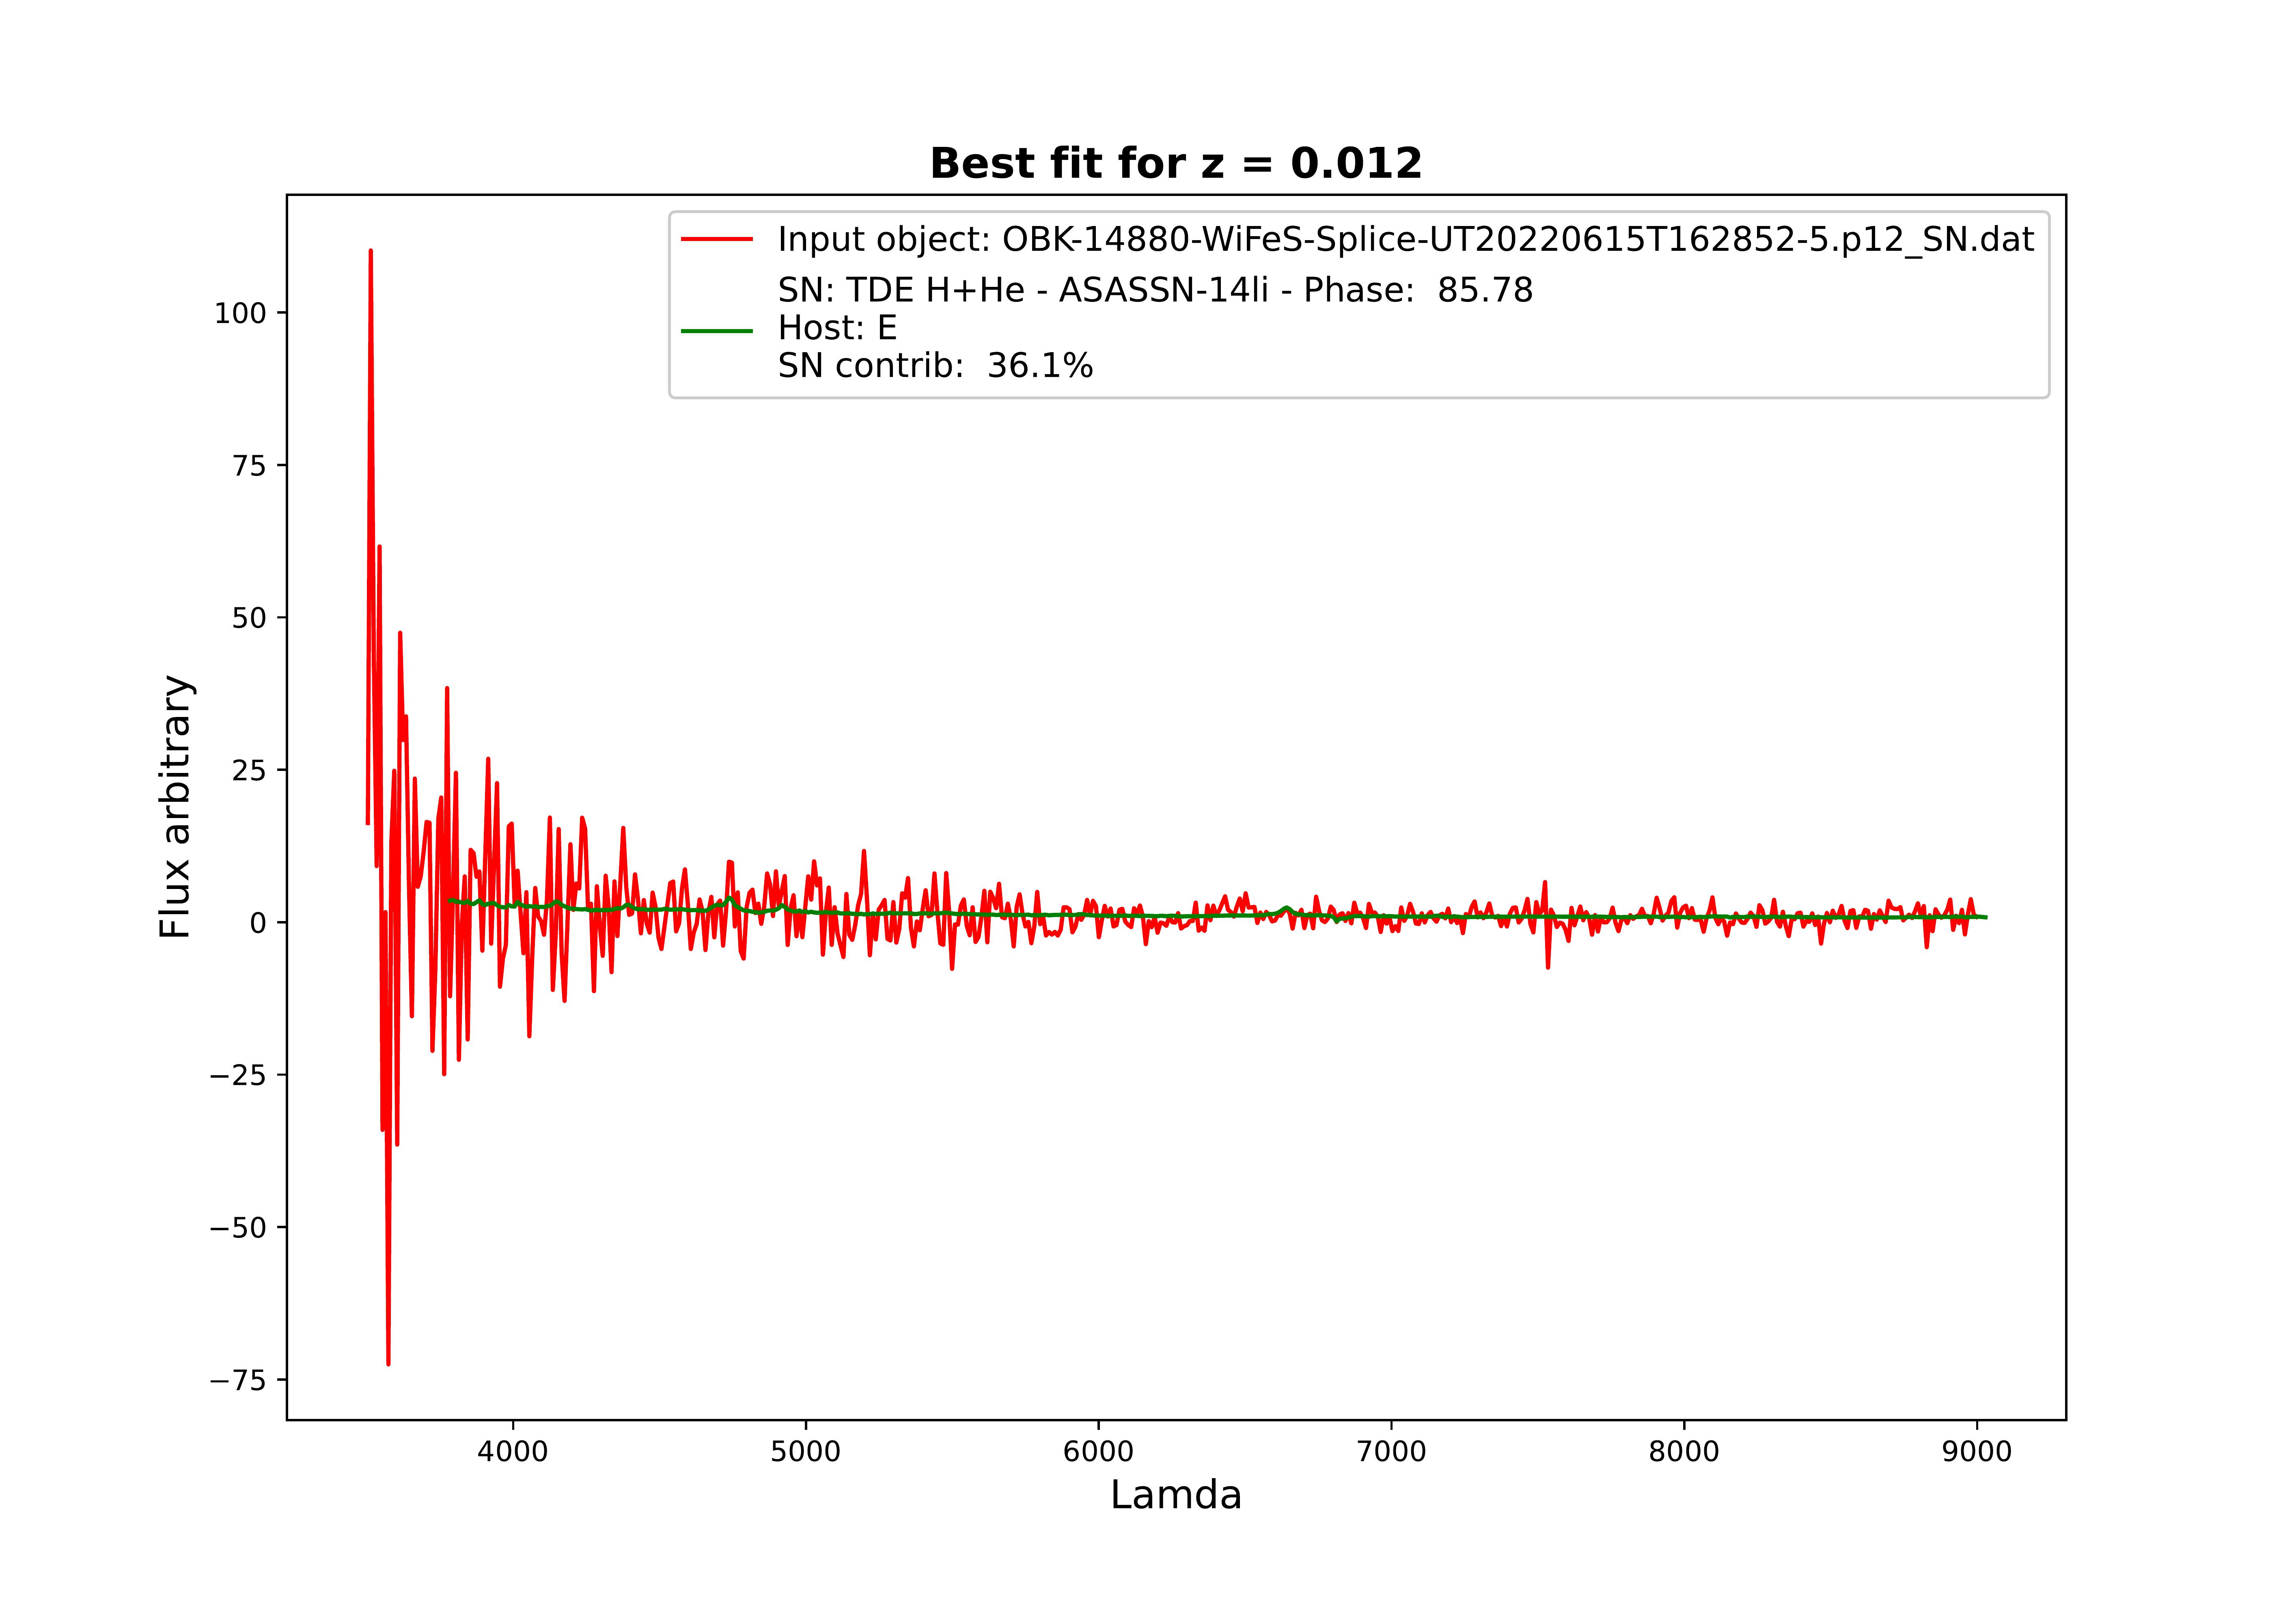 Best fit for z = 0.012
Input object: OBK-14880-WiFeS-Splice-UT20220615T162852-5.p12_SN.dat
SN: TDE H+He - ASASSN-14li - Phase:  85.78
Host: E
SN contrib:  36.1%
Flux arbitrary
100
75
50
25
0
−25
−50
−75
4000
5000
6000
7000
8000
9000
Lamda